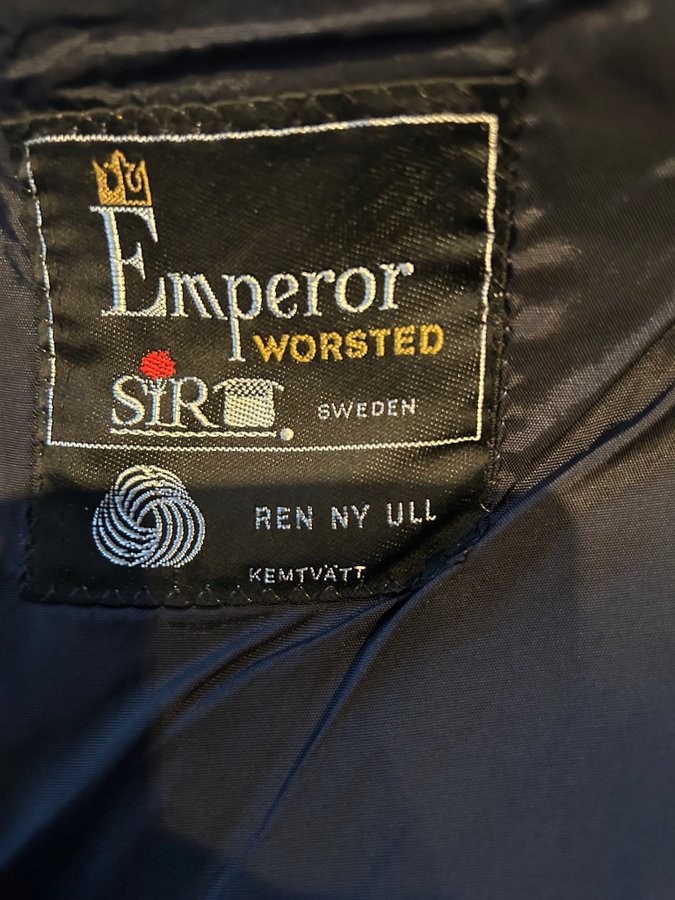 Emperor
WORSTED
SIR
SWEDEN
REN NY ULL
KEMTVÄTT